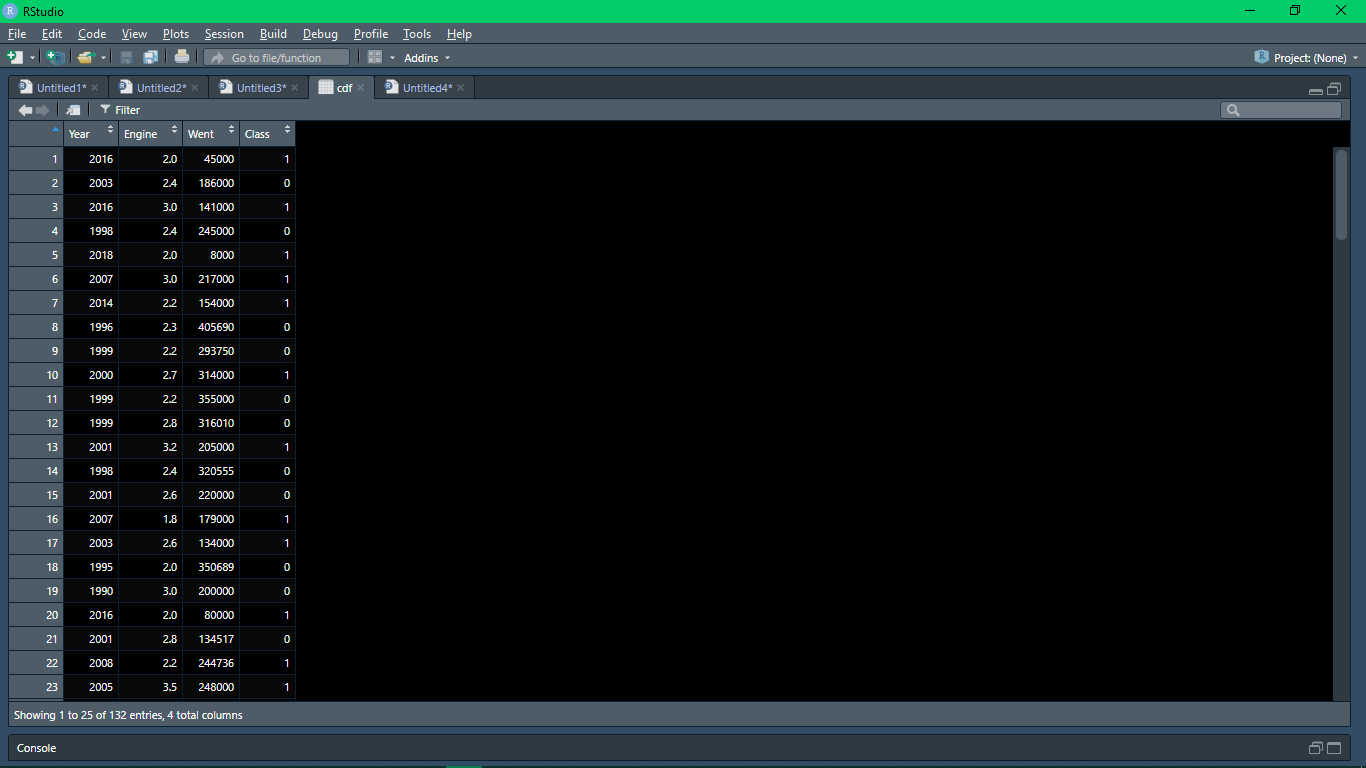 RStudio
File Edit Code View Plots Session Build Debug Profile Tools Help
Go to file/function Addins Project: (None)
Untitled1* Untitled2* Untitled3* cdf Untitled4*
Filter
Year Engine Went Class
1 2016 2.0 45000 1
2 2003 2.4 186000 0
3 2016 3.0 141000 1
4 1998 2.4 245000 0
5 2018 2.0 8000 1
6 2007 3.0 217000 1
7 2014 2.2 154000 1
8 1996 2.3 405690 0
9 1999 2.2 293750 0
10 2000 2.7 314000 1
11 1999 2.2 355000 0
12 1999 2.8 316010 0
13 2001 3.2 205000 1
14 1998 2.4 320555 0
15 2001 2.6 220000 0
16 2007 1.8 179000 1
17 2003 2.6 134000 1
18 1995 2.0 350689 0
19 1990 3.0 200000 0
20 2016 2.0 80000 1
21 2001 2.8 134517 0
22 2008 2.2 244736 1
23 2005 3.5 248000 1
Showing 1 to 25 of 132 entries, 4 total columns
Console